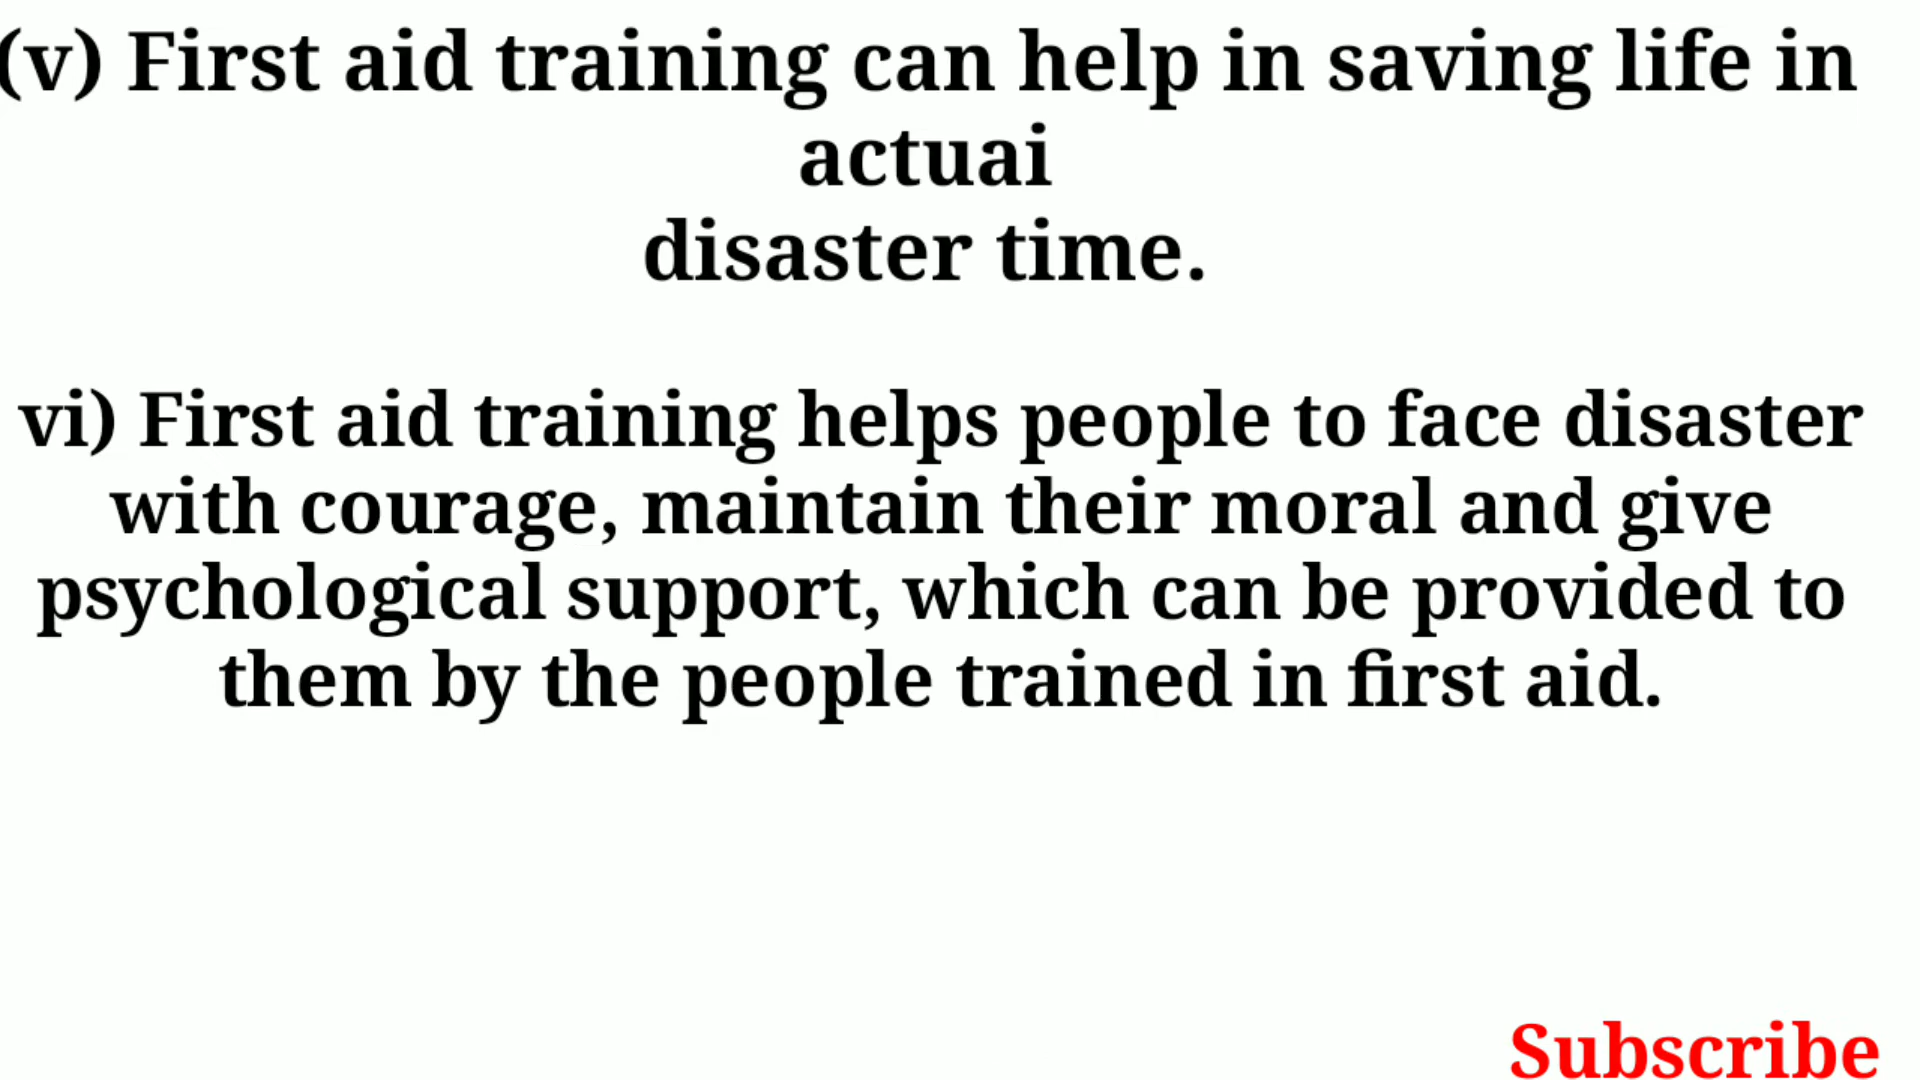 (v) First aid training can help in saving life in
actuai
disaster time.
vi) First aid training helps people to face disaster
with courage, maintain their moral and give
psychological support, which can be provided to
them by the people trained in first aid.
Subscribe